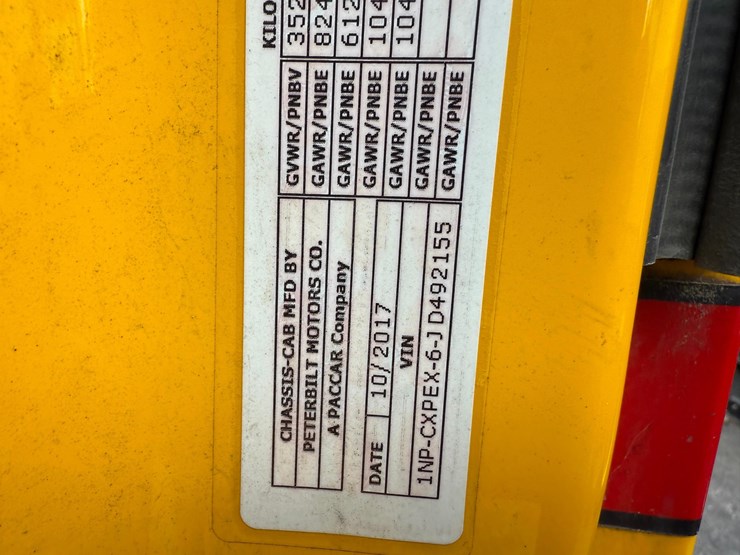 CHASSIS-CAB MFD BY
PETERBILT MOTORS CO.
A PACCAR Company
DATE 10/2017
VIN
1NP-CXPEX-6-JD492155
KILO
GVWR/PNBV 352
GAWR/PNBE 824
GAWR/PNBE 612
GAWR/PNBE 104
GAWR/PNBE 104
GAWR/PNBE
GAWR/PNBE